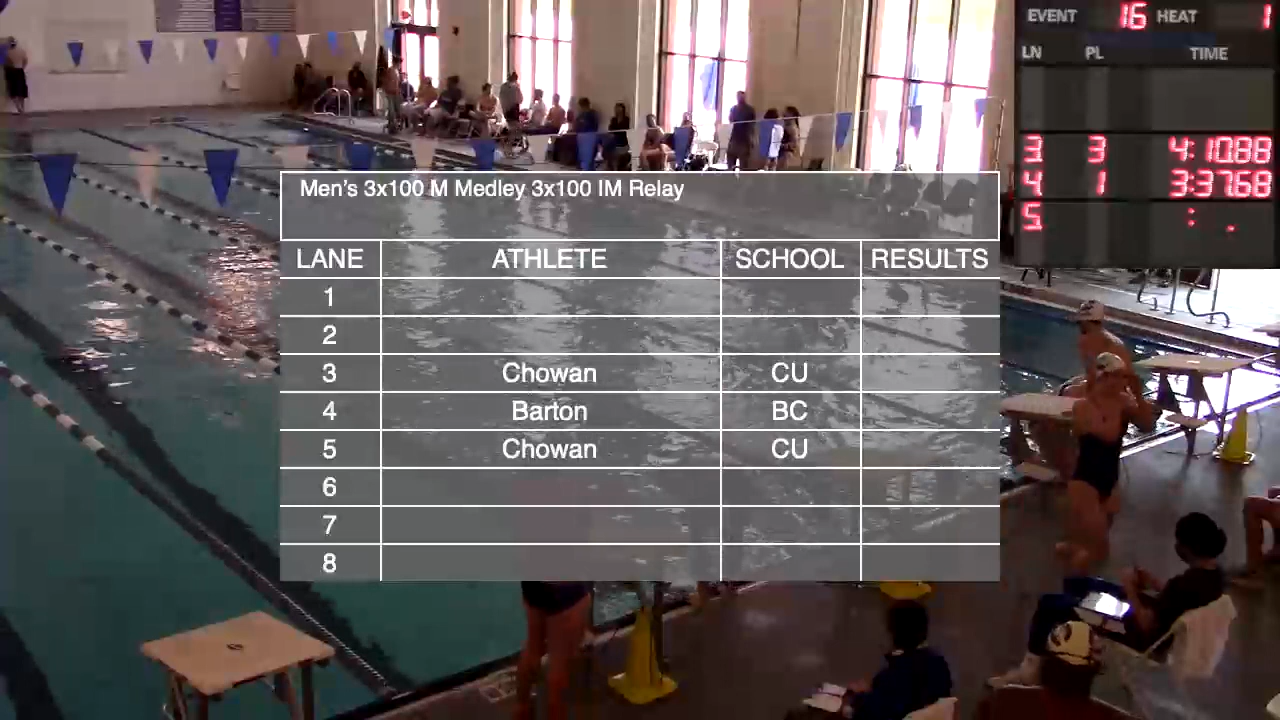 EVENT 16 HEAT 1
LN PL TIME
3 3 4:10.88
4 1 3:37.68
5 : .
Men's 3x100 M Medley 3x100 IM Relay
LANE ATHLETE SCHOOL RESULTS
1
2
3 Chowan CU
4 Barton BC
5 Chowan CU
6
7
8